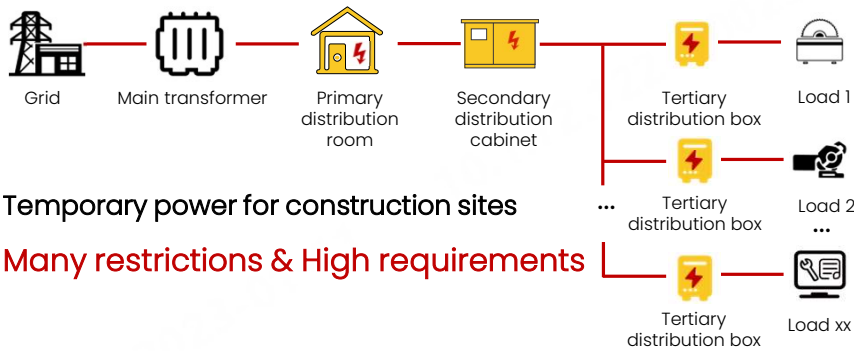 Grid
Main transformer
Primary
distribution
room
Secondary
distribution
cabinet
Tertiary
distribution box
Load 1
Temporary power for construction sites
...
Tertiary
distribution box
Load 2
...
Many restrictions & High requirements
Tertiary
distribution box
Load xx